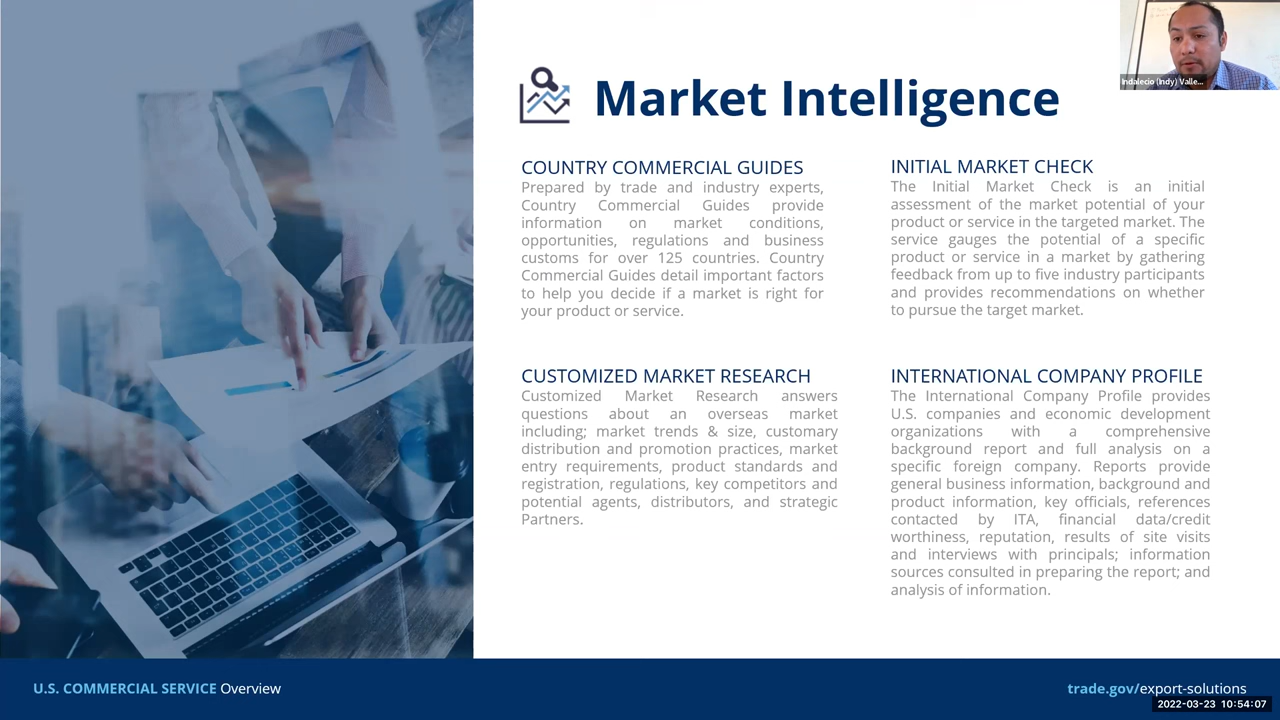 Market Intelligence
COUNTRY COMMERCIAL GUIDES
Prepared by trade and industry experts,
Country Commercial Guides provide
information on market conditions,
opportunities, regulations and business
customs for over 125 countries. Country
Commercial Guides detail important factors
to help you decide if a market is right for
your product or service.
INITIAL MARKET CHECK
The Initial Market Check is an initial
assessment of the market potential of your
product or service in the targeted market. The
service gauges the potential of a specific
product or service in a market by gathering
feedback from up to five industry participants
and provides recommendations on whether
to pursue the target market.
CUSTOMIZED MARKET RESEARCH
Customized Market Research answers
questions about an overseas market
including; market trends & size, customary
distribution and promotion practices, market
entry requirements, product standards and
registration, regulations, key competitors and
potential agents, distributors, and strategic
Partners.
INTERNATIONAL COMPANY PROFILE
The International Company Profile provides
U.S. companies and economic development
organizations with a comprehensive
background report and full analysis on a
specific foreign company. Reports provide
general business information, background and
product information, key officials, references
contacted by ITA, financial data/credit
worthiness, reputation, results of site visits
and interviews with principals; information
sources consulted in preparing the report; and
analysis of information.
Indalecio (Indy) Valle...
U.S. COMMERCIAL SERVICE Overview
trade.gov/export-solutions
2022-03-23 10:54:07